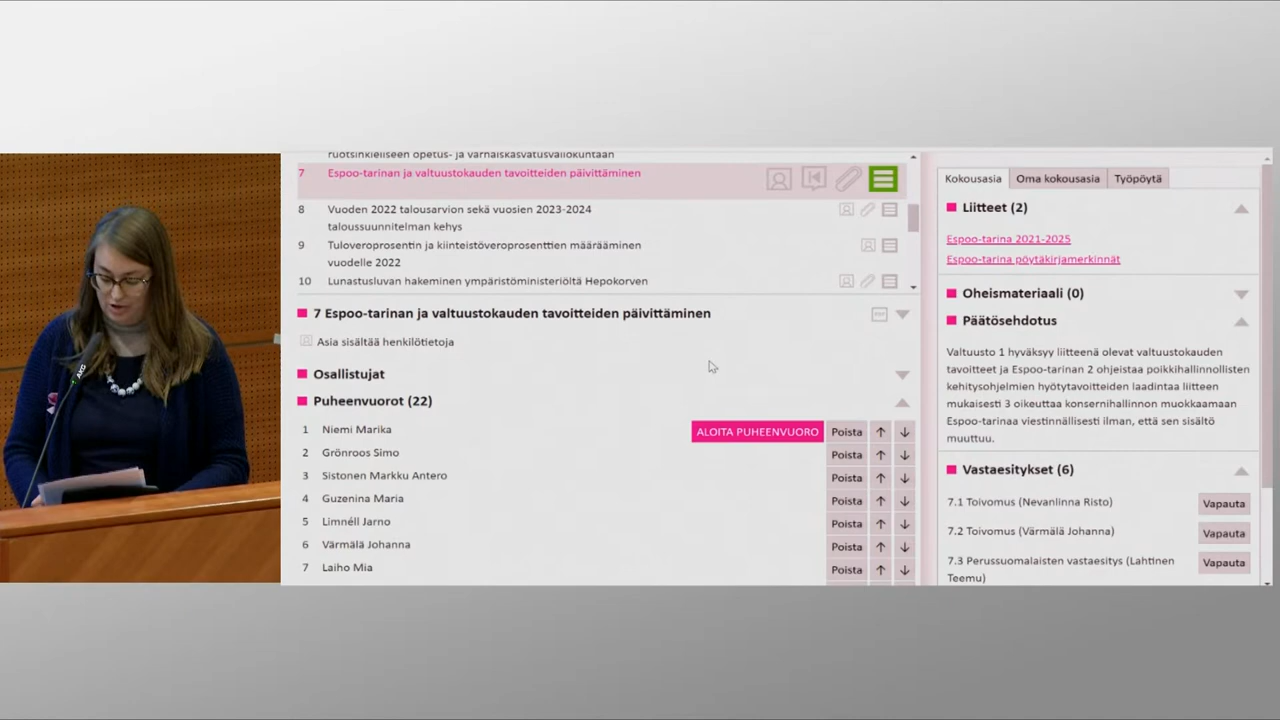 ruotsinkieliseen opetus- ja varhaiskasvatusvaliokuntaan
7 Espoo-tarinan ja valtuustokauden tavoitteiden päivittäminen
8 Vuoden 2022 talousarvion sekä vuosien 2023-2024
taloussuunnitelman kehys
9 Tuloveroprosentin ja kiinteistöveroprosenttien määrääminen
vuodelle 2022
10 Lunastusluvan hakeminen ympäristöministeriöltä Hepokorven
7 Espoo-tarinan ja valtuustokauden tavoitteiden päivittäminen
Asia sisältää henkilötietoja
Osallistujat
Puheenvuorot (22)
1 Niemi Marika ALOITA PUHEENVUORO Poista
2 Grönroos Simo Poista
3 Sistonen Markku Antero Poista
4 Guzenina Maria Poista
5 Limnéll Jarno Poista
6 Värmälä Johanna Poista
7 Laiho Mia Poista
Kokousasia Oma kokousasia Työpöytä
Liitteet (2)
Espoo-tarina 2021-2025
Espoo-tarina pöytäkirjamerkinnät
Oheismateriaali (0)
Päätösehdotus
Valtuusto 1 hyväksyy liitteenä olevat valtuustokauden
tavoitteet ja Espoo-tarinan 2 ohjeistaa poikkihallinnollisten
kehitysohjelmien hyötytavoitteiden laadintaa liitteen
mukaisesti 3 oikeuttaa konsernihallinnon muokkaamaan
Espoo-tarinaa viestinnällisesti ilman, että sen sisältö
muuttuu.
Vastaesitykset (6)
7.1 Toivomus (Nevanlinna Risto) Vapauta
7.2 Toivomus (Värmälä Johanna) Vapauta
7.3 Perussuomalaisten vastaesitys (Lahtinen Vapauta
Teemu)
AKG